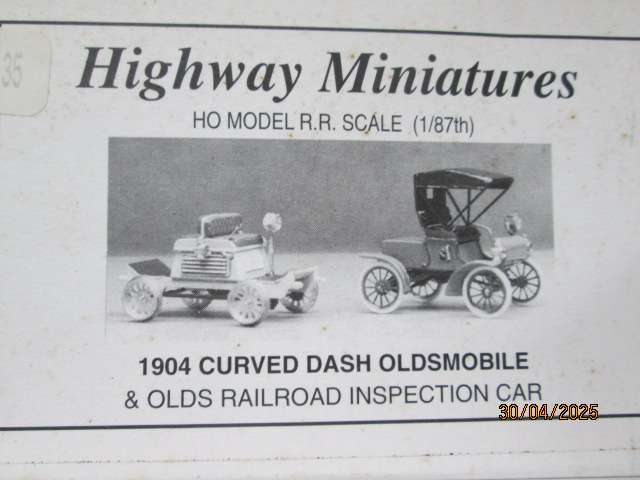 35
Highway Miniatures
HO MODEL R.R. SCALE (1/87th)
1904 CURVED DASH OLDSMOBILE
& OLDS RAILROAD INSPECTION CAR
30/04/2025